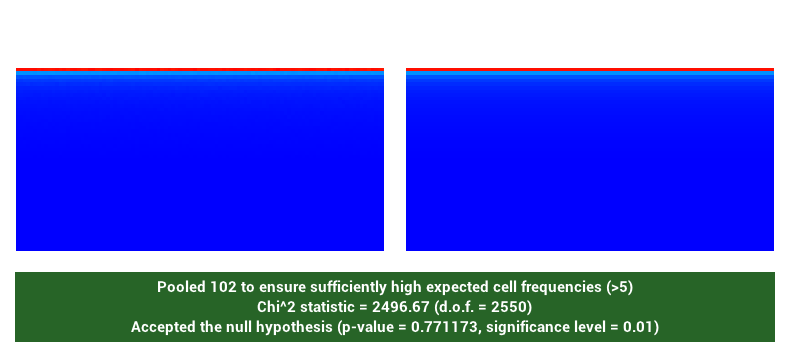 Pooled 102 to ensure sufficiently high expected cell frequencies (>5)
Chi^2 statistic = 2496.67 (d.o.f. = 2550)
Accepted the null hypothesis (p-value = 0.771173, significance level = 0.01)